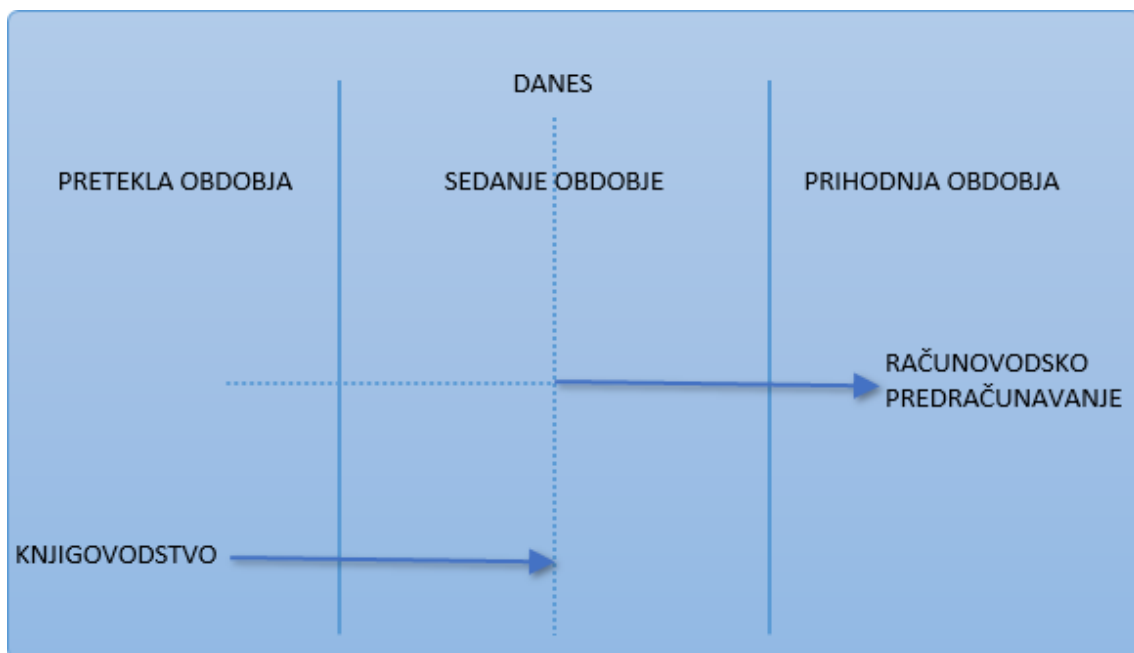 DANES
PRETEKLA OBDOBJA
SEDANJE OBDOBJE
PRIHODNJA OBDOBJA
RAČUNOVODSKO
PREDRAČUNAVANJE
KNJIGOVODSTVO